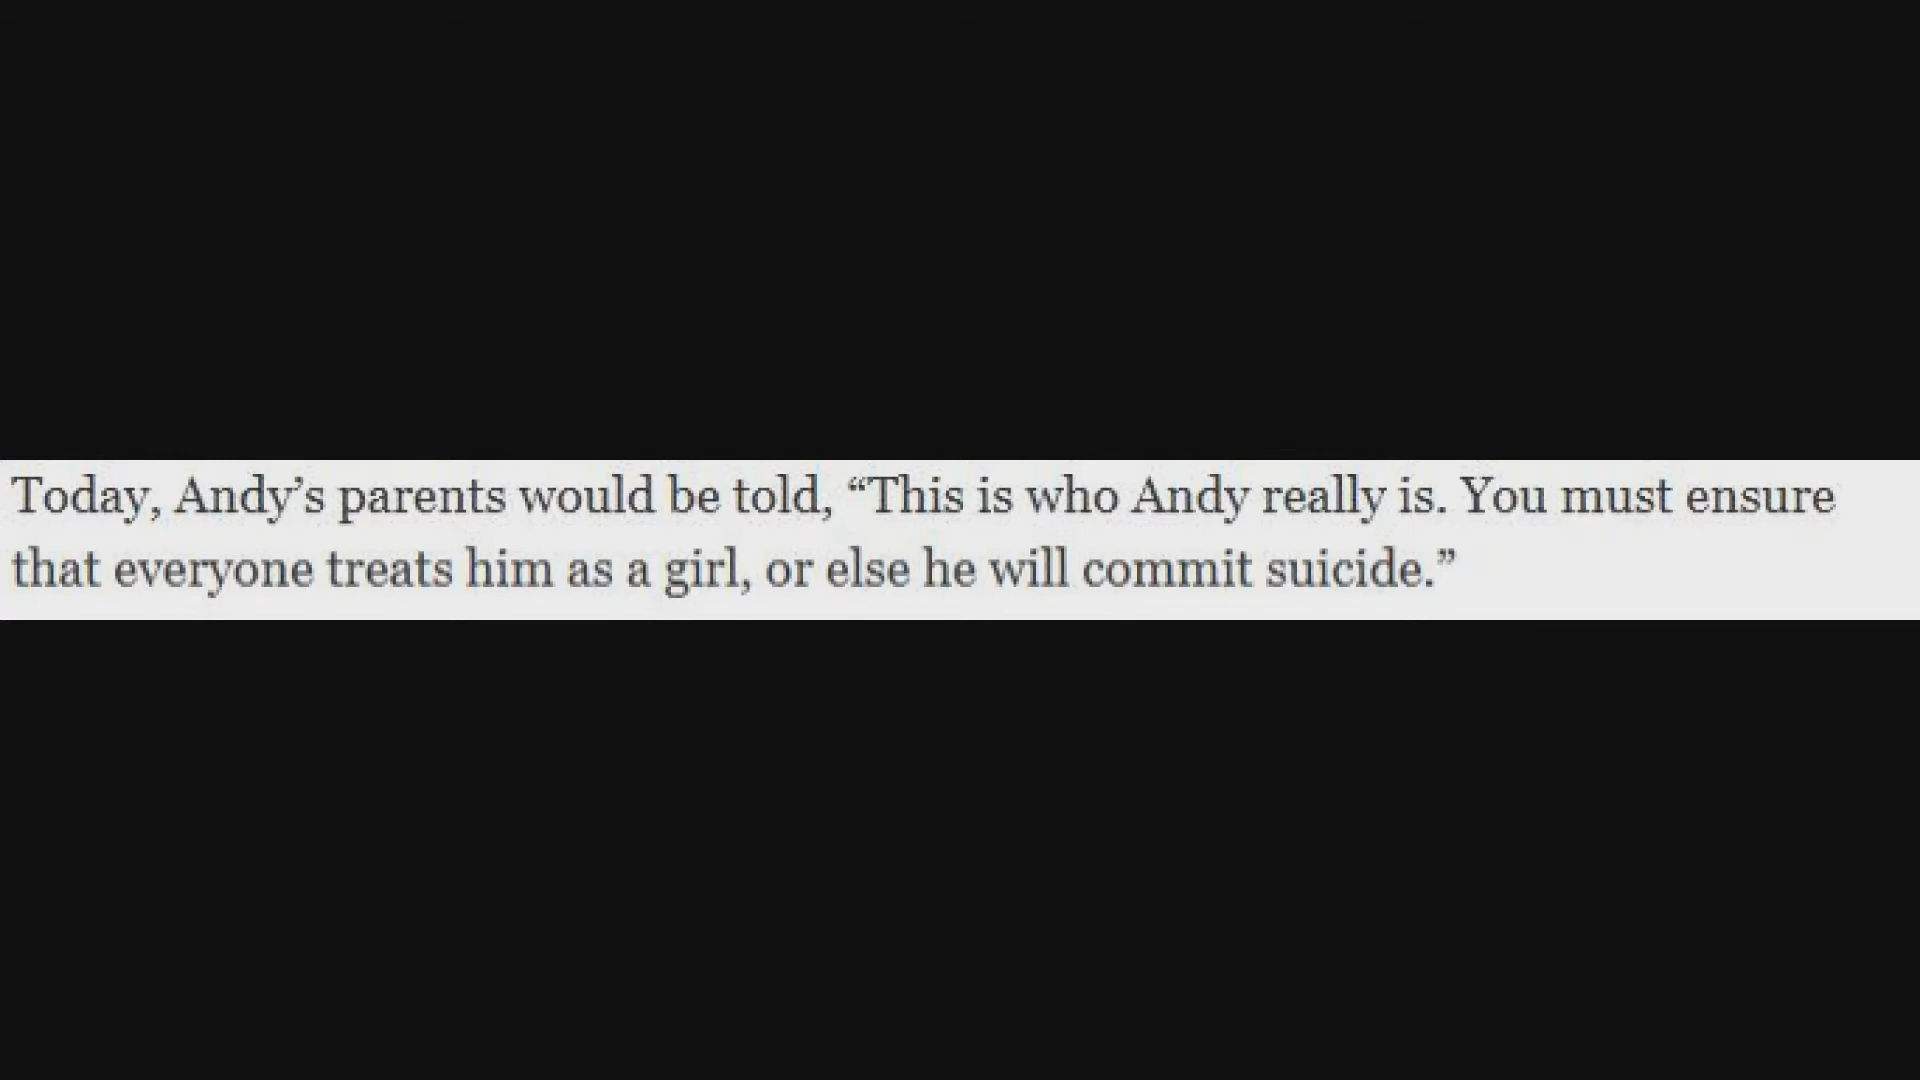 Today, Andy’s parents would be told, “This is who Andy really is. You must ensure
that everyone treats him as a girl, or else he will commit suicide.”